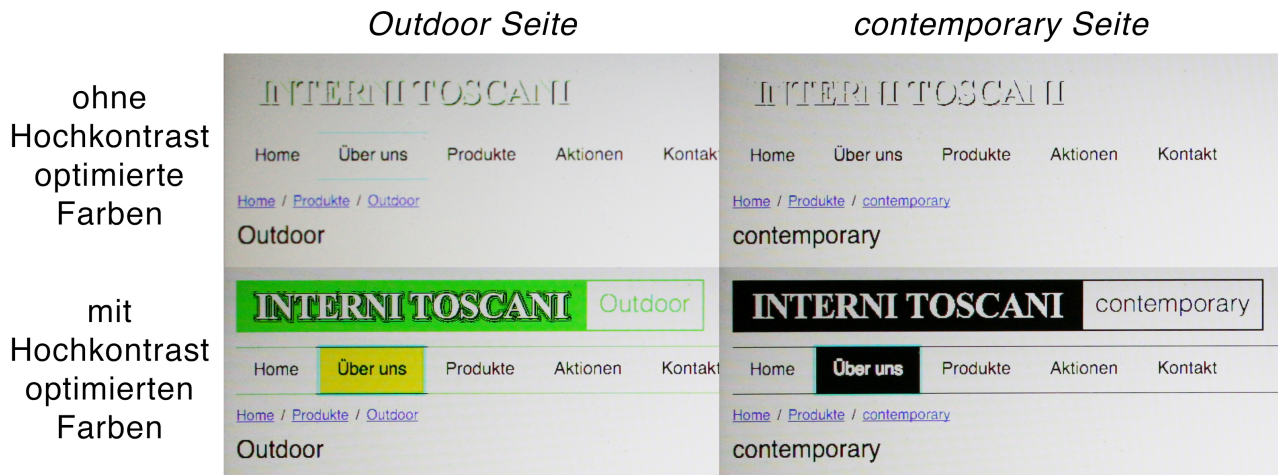 Outdoor Seite
contemporary Seite
ohne
Hochkontrast
optimierte
Farben
INTERNI TOSCANI
Home Über uns Produkte Aktionen Kontak
Home / Produkte / Outdoor
Outdoor
INTERNI TOSCANI
Home Über uns Produkte Aktionen Kontakt
Home / Produkte / contemporary
contemporary
mit
Hochkontrast
optimierten
Farben
INTERNI TOSCANI Outdoor
Home Über uns Produkte Aktionen Kontakt
Home / Produkte / Outdoor
Outdoor
INTERNI TOSCANI contemporary
Home Über uns Produkte Aktionen Kontakt
Home / Produkte / contemporary
contemporary